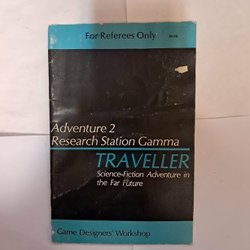 For Referees Only
Adventure 2
Research Station Gamma
TRAVELLER
Science-Fiction Adventure in
the Far Future
Game Designers' Workshop